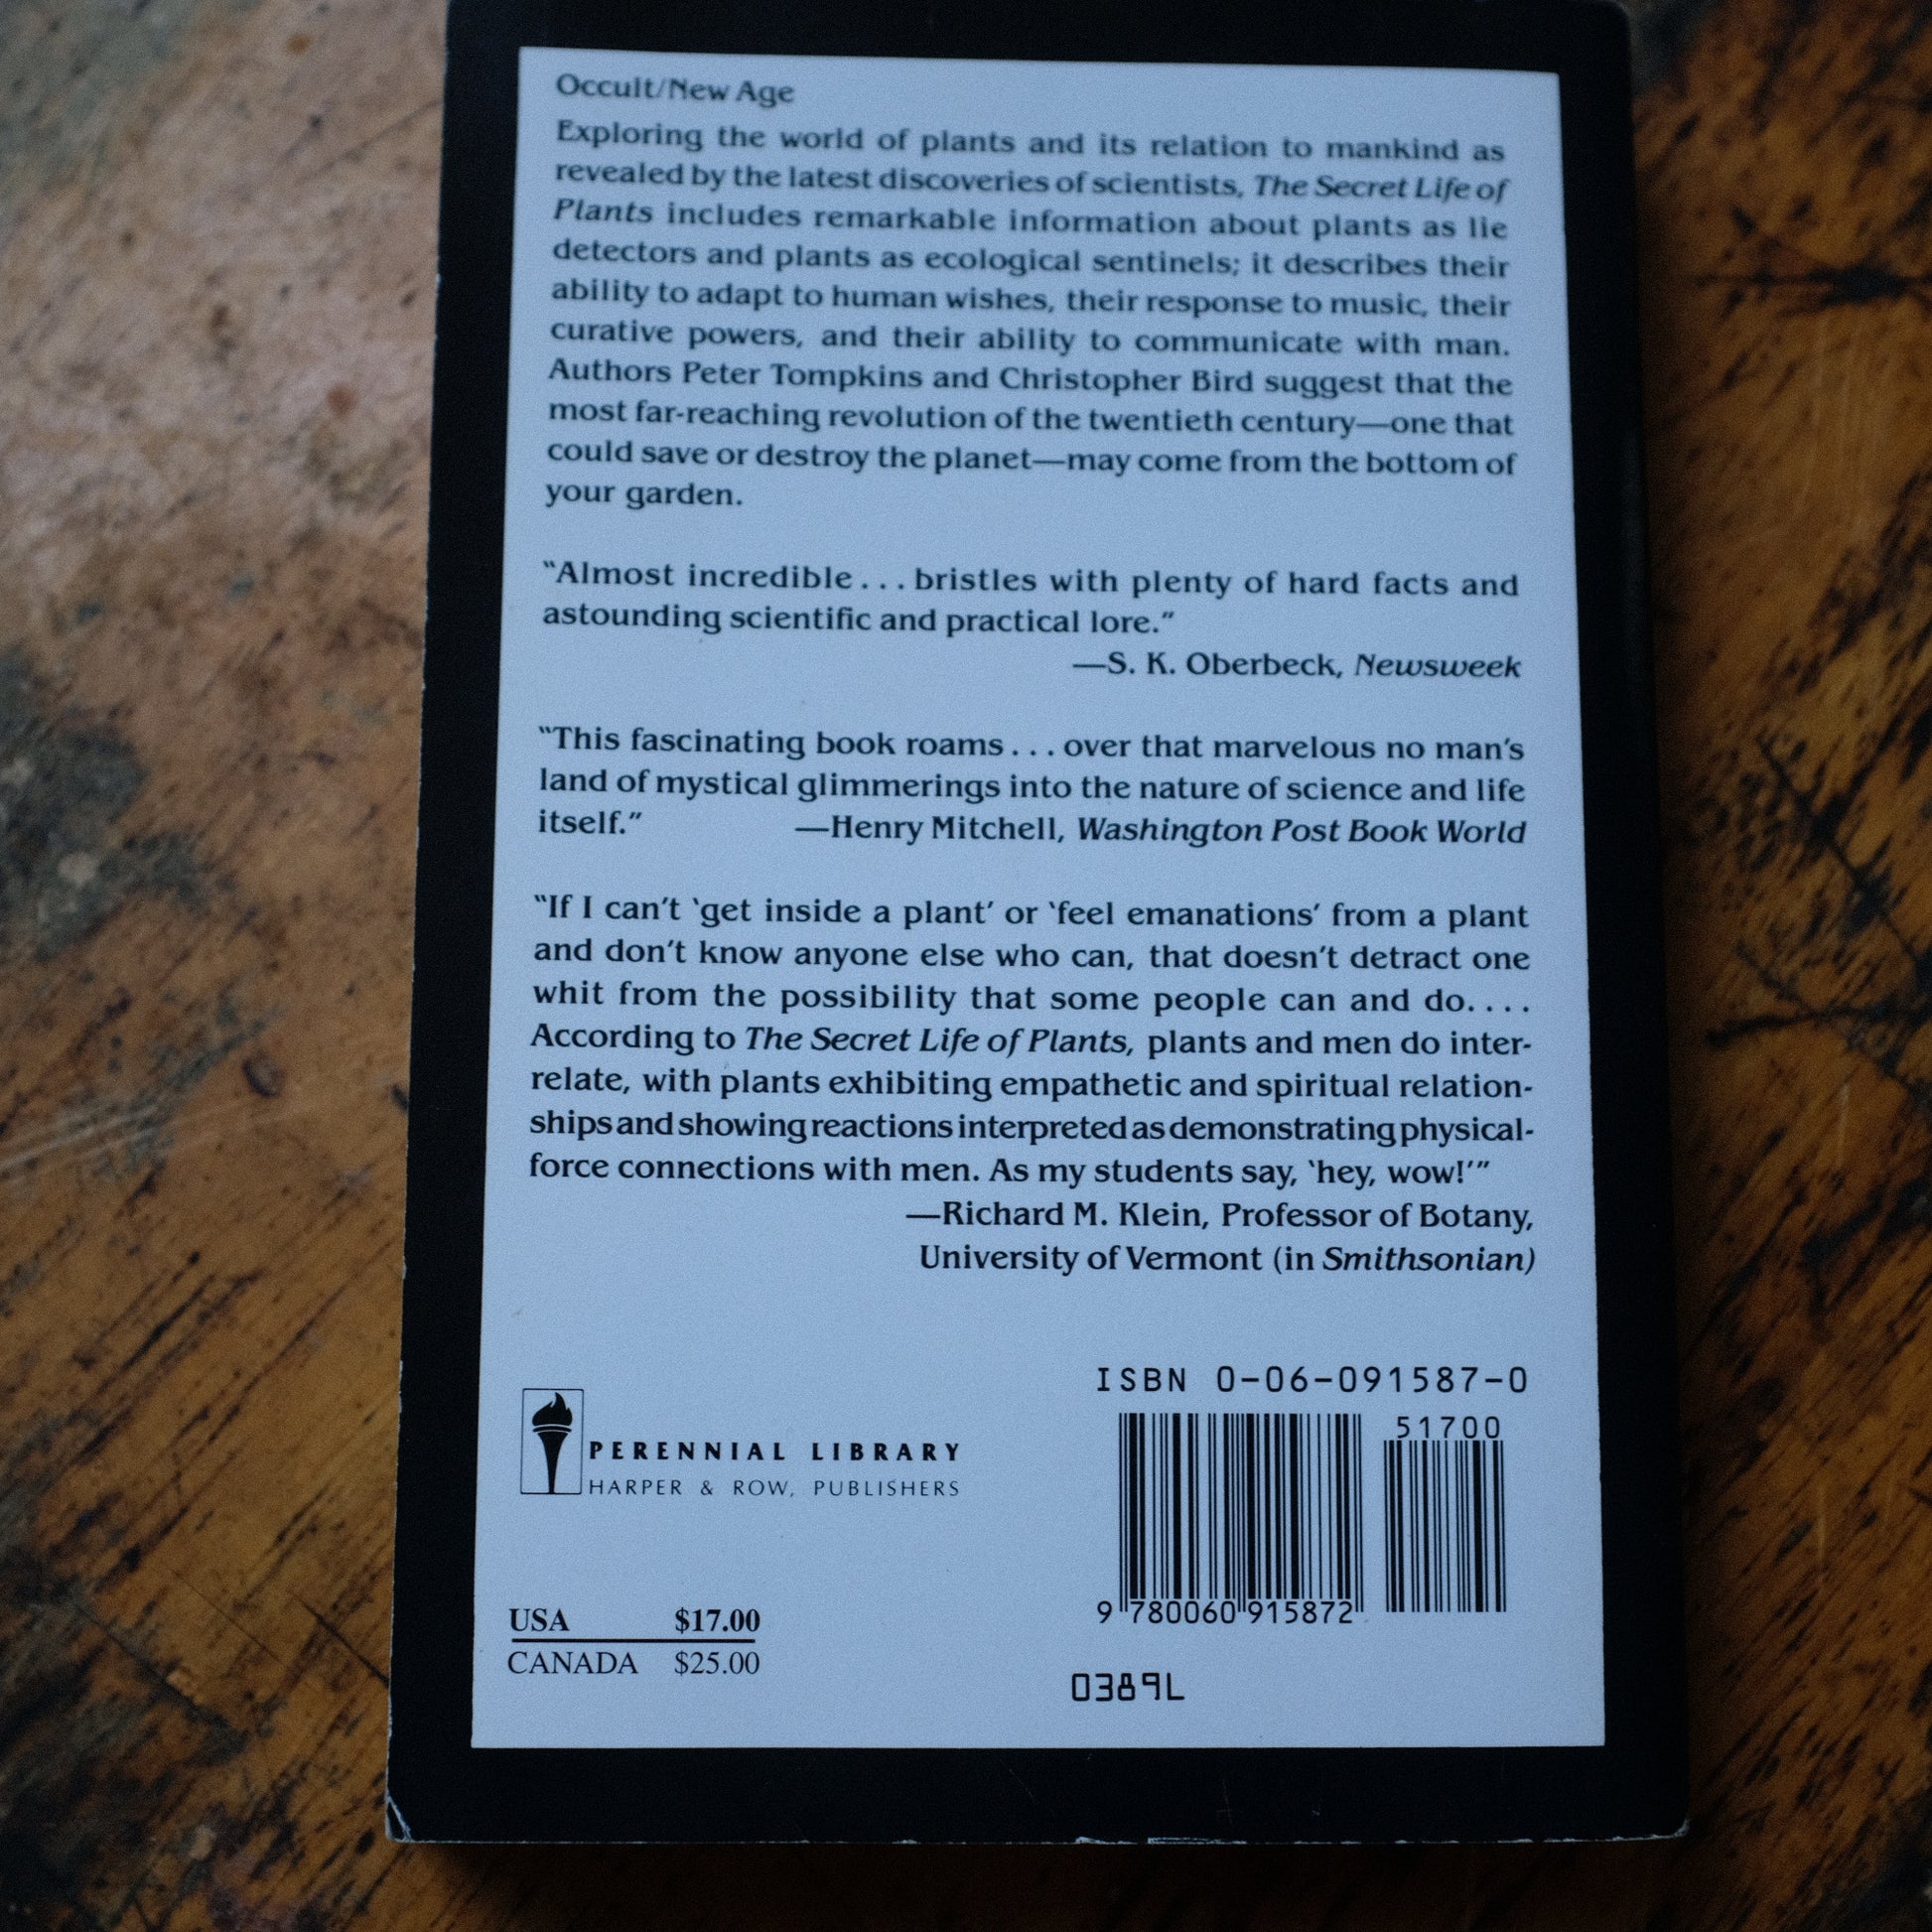 Occult/New Age
Exploring the world of plants and its relation to mankind as
revealed by the latest discoveries of scientists, The Secret Life of
Plants includes remarkable information about plants as lie
detectors and plants as ecological sentinels; it describes their
ability to adapt to human wishes, their response to music, their
curative powers, and their ability to communicate with man.
Authors Peter Tompkins and Christopher Bird suggest that the
most far-reaching revolution of the twentieth century—one that
could save or destroy the planet—may come from the bottom of
your garden.
“Almost incredible . . . bristles with plenty of hard facts and
astounding scientific and practical lore.”
—S. K. Oberbeck, Newsweek
“This fascinating book roams . . . over that marvelous no man’s
land of mystical glimmerings into the nature of science and life
itself.” —Henry Mitchell, Washington Post Book World
“If I can’t ‘get inside a plant’ or ‘feel emanations’ from a plant
and don’t know anyone else who can, that doesn’t detract one
whit from the possibility that some people can and do. . . .
According to The Secret Life of Plants, plants and men do inter-
relate, with plants exhibiting empathetic and spiritual relation-
ships and showing reactions interpreted as demonstrating physical-
force connections with men. As my students say, ‘hey, wow!’”
—Richard M. Klein, Professor of Botany,
University of Vermont (in Smithsonian)
ISBN 0-06-091587-0
51700
PERENNIAL LIBRARY
HARPER & ROW, PUBLISHERS
9 780060 915872
USA $17.00
CANADA $25.00
0389L